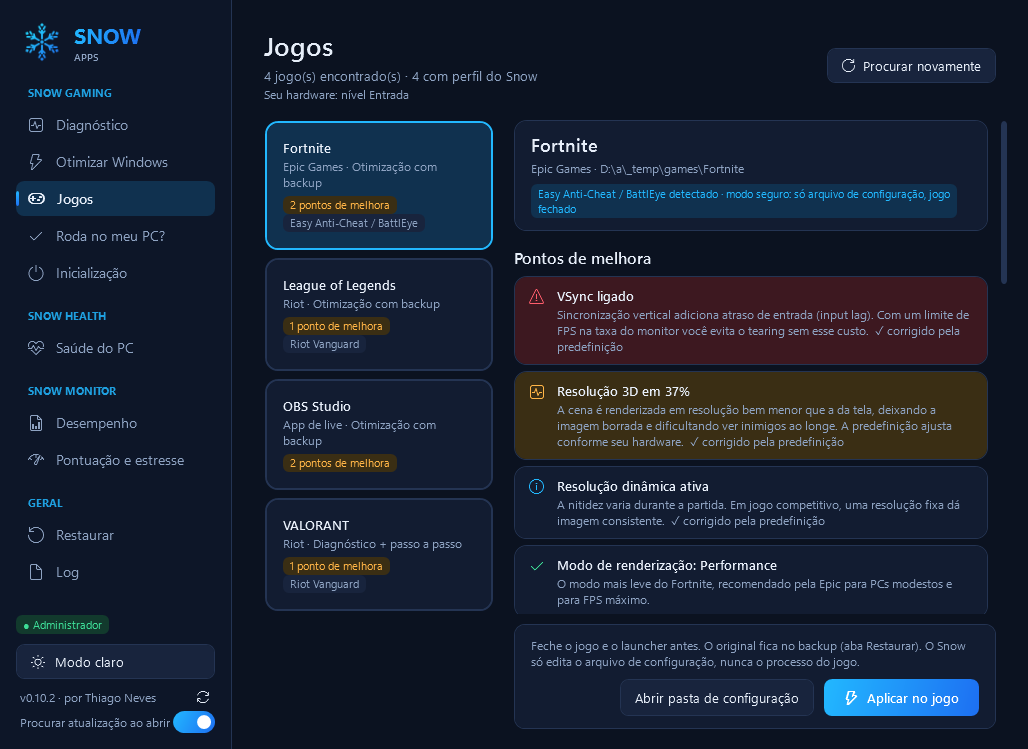 SNOW
APPS
SNOW GAMING
Diagnóstico
Otimizar Windows
Jogos
Roda no meu PC?
Inicialização
SNOW HEALTH
Saúde do PC
SNOW MONITOR
Desempenho
Pontuação e estresse
GERAL
Restaurar
Log
Administrador
Modo claro
v0.10.2 · por Thiago Neves
Procurar atualização ao abrir
Jogos
4 jogo(s) encontrado(s) · 4 com perfil do Snow
Seu hardware: nível Entrada
Procurar novamente
Fortnite
Epic Games · Otimização com
backup
2 pontos de melhora
Easy Anti-Cheat / BattlEye
League of Legends
Riot · Otimização com backup
1 ponto de melhora
Riot Vanguard
OBS Studio
App de live · Otimização com
backup
2 pontos de melhora
VALORANT
Riot · Diagnóstico + passo a passo
1 ponto de melhora
Riot Vanguard
Fortnite
Epic Games · D:\a\_temp\games\Fortnite
Easy Anti-Cheat / BattlEye detectado · modo seguro: só arquivo de configuração, jogo
fechado
Pontos de melhora
VSync ligado
Sincronização vertical adiciona atraso de entrada (input lag). Com um limite de
FPS na taxa do monitor você evita o tearing sem esse custo. ✓ corrigido pela
predefinição
Resolução 3D em 37%
A cena é renderizada em resolução bem menor que a da tela, deixando a
imagem borrada e dificultando ver inimigos ao longe. A predefinição ajusta
conforme seu hardware. ✓ corrigido pela predefinição
Resolução dinâmica ativa
A nitidez varia durante a partida. Em jogo competitivo, uma resolução fixa dá
imagem consistente. ✓ corrigido pela predefinição
Modo de renderização: Performance
O modo mais leve do Fortnite, recomendado pela Epic para PCs modestos e
para FPS máximo.
Feche o jogo e o launcher antes. O original fica no backup (aba Restaurar). O Snow
só edita o arquivo de configuração, nunca o processo do jogo.
Abrir pasta de configuração
Aplicar no jogo